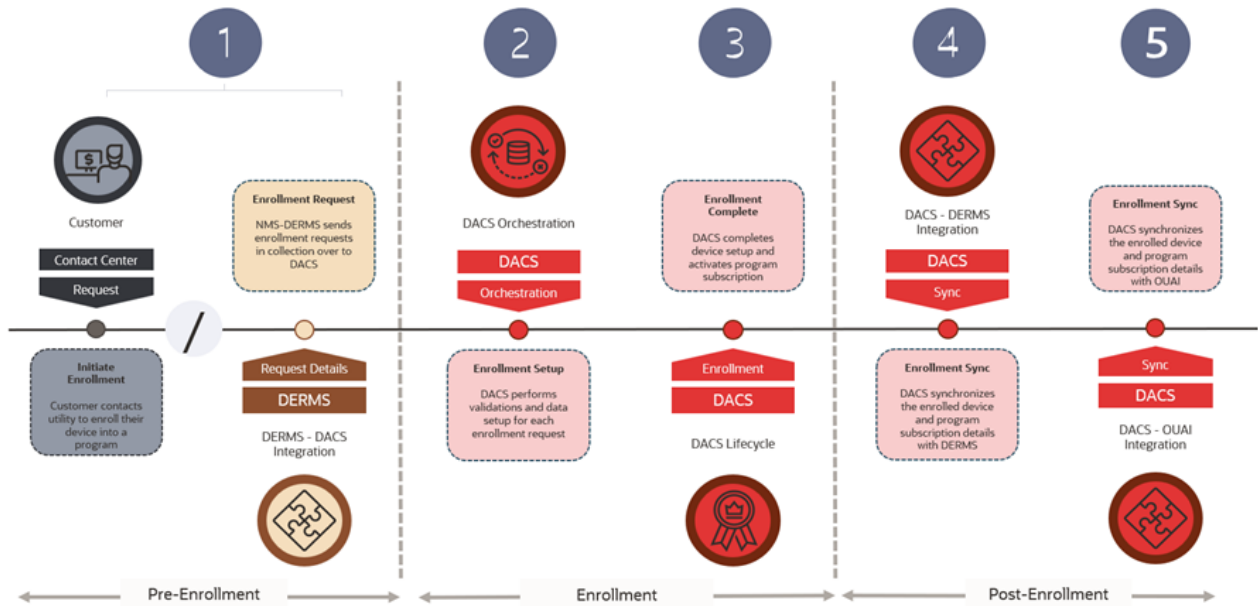 1
2
3
4
5
Customer
Contact Center
Request
Initiate
Enrollment
Customer contacts
utility to enroll their
device into a
program
/
Enrollment Request
NMS-DERMS sends
enrollment requests
in collection over to
DACS
Request Details
DERMS
DERMS - DACS
Integration
DACS Orchestration
DACS
Orchestration
Enrollment Setup
DACS performs
validations and data
setup for each
enrollment request
Enrollment
Complete
DACS completes
device setup and
activates program
subscription
Enrollment
DACS
DACS Lifecycle
DACS - DERMS
Integration
DACS
Sync
Enrollment Sync
DACS synchronizes
the enrolled device
and program
subscription details
with DERMS
Enrollment Sync
DACS synchronizes
the enrolled device
and program
subscription details
with OUAI
Sync
DACS
DACS - OUAI
Integration
Pre-Enrollment
Enrollment
Post-Enrollment